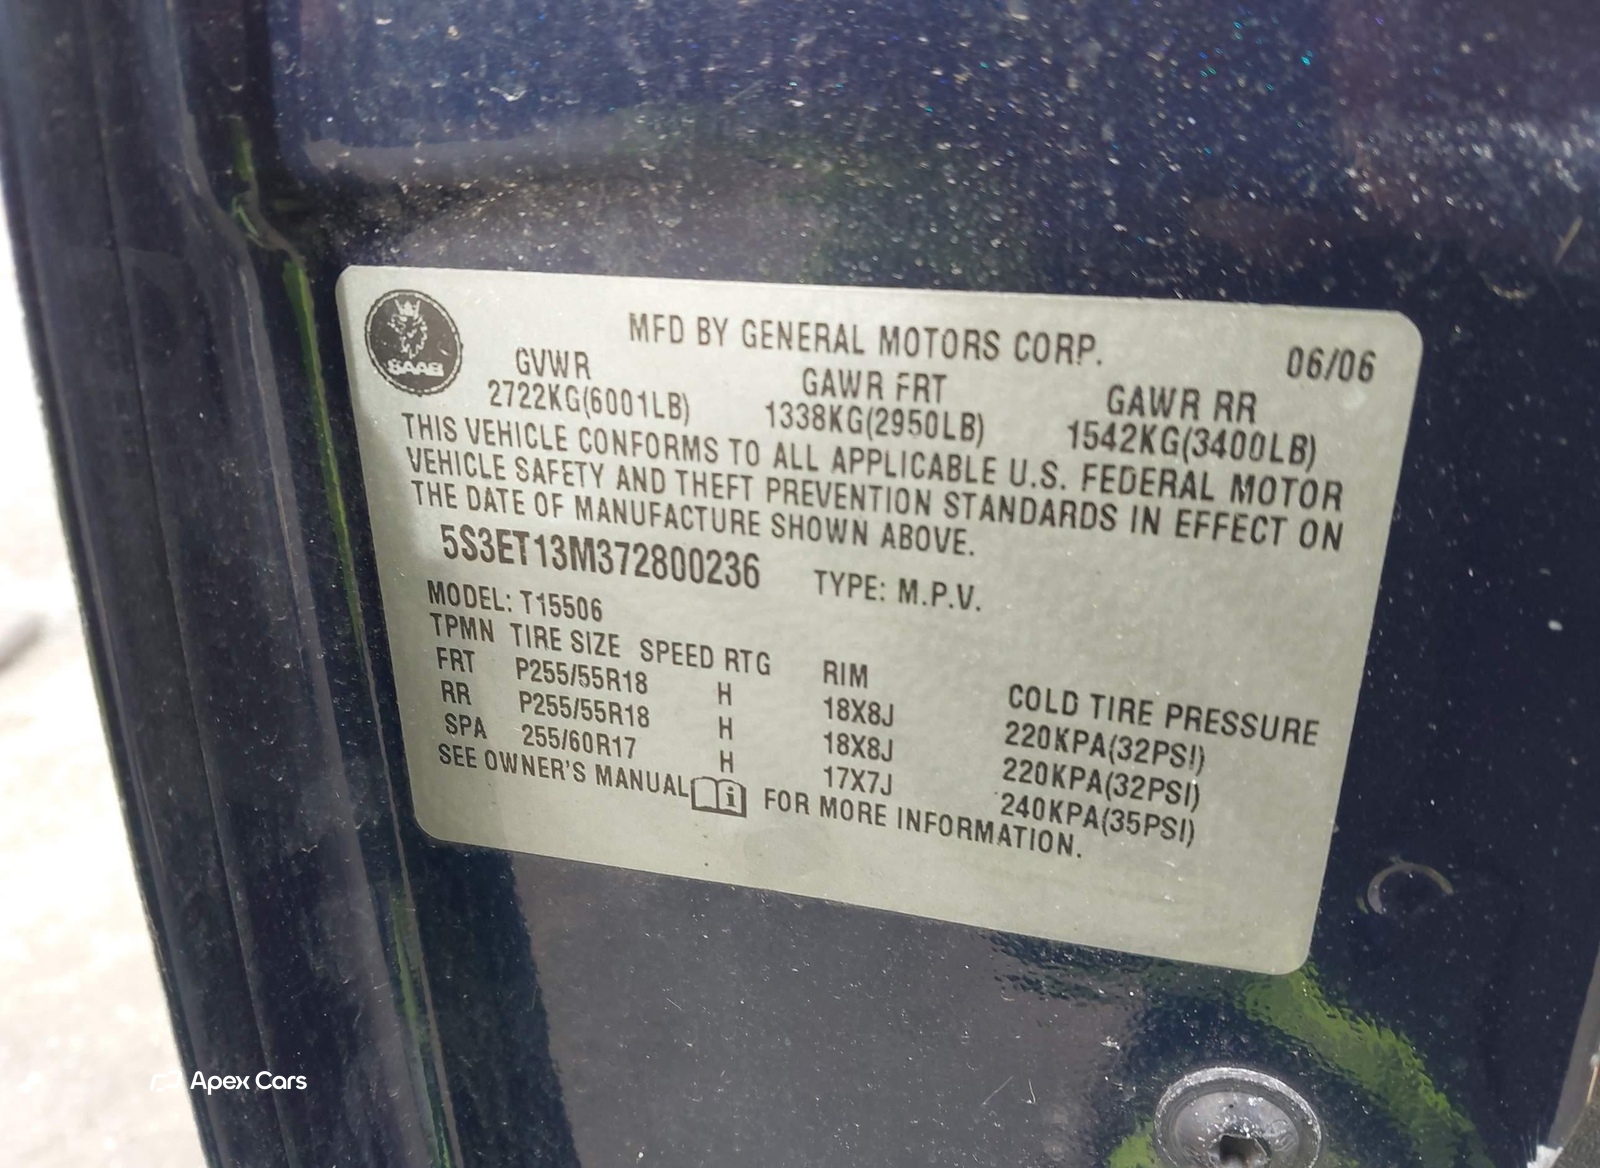 SAAB
MFD BY GENERAL MOTORS CORP. 06/06
GVWR GAWR FRT GAWR RR
2722KG(6001LB) 1338KG(2950LB) 1542KG(3400LB)
THIS VEHICLE CONFORMS TO ALL APPLICABLE U.S. FEDERAL MOTOR
VEHICLE SAFETY AND THEFT PREVENTION STANDARDS IN EFFECT ON
THE DATE OF MANUFACTURE SHOWN ABOVE.
5S3ET13M372800236 TYPE: M.P.V.
MODEL: T15506
TPMN TIRE SIZE SPEED RTG RIM COLD TIRE PRESSURE
FRT P255/55R18 H 18X8J 220KPA(32PSI)
RR P255/55R18 H 18X8J 220KPA(32PSI)
SPA 255/60R17 H 17X7J 240KPA(35PSI)
SEE OWNER'S MANUAL FOR MORE INFORMATION.
Apex Cars